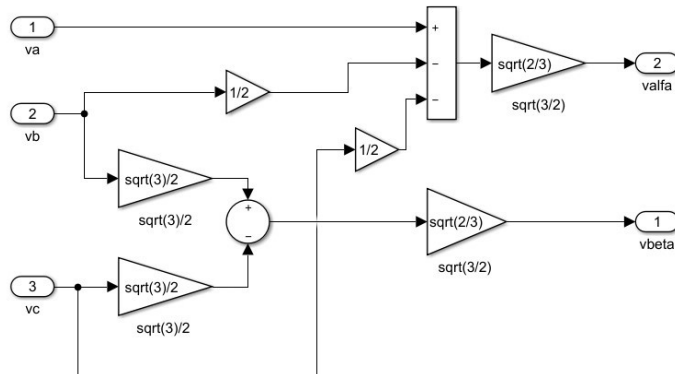 1
va
+
−
−
sqrt(2/3)
sqrt(3/2)
2
valfa
2
vb
1/2
1/2
sqrt(3)/2
sqrt(3)/2
+
−
sqrt(2/3)
sqrt(3/2)
1
vbeta
3
vc
sqrt(3)/2
sqrt(3)/2